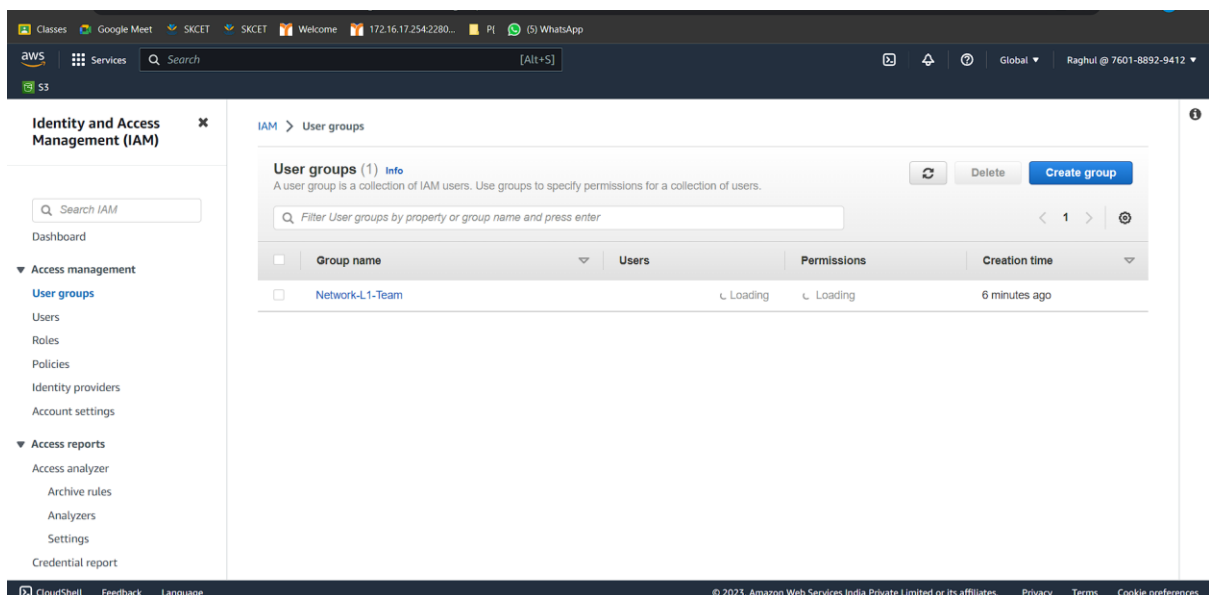 Classes Google Meet SKCET SKCET Welcome 172.16.17.254:2280... P( (5) WhatsApp
aws Services Search [Alt+S] Global Raghul @ 7601-8892-9412
S3
Identity and Access Management (IAM)
Search IAM
Dashboard
Access management
User groups
Users
Roles
Policies
Identity providers
Account settings
Access reports
Access analyzer
Archive rules
Analyzers
Settings
Credential report
IAM > User groups
User groups (1) Info
A user group is a collection of IAM users. Use groups to specify permissions for a collection of users.
Delete Create group
Filter User groups by property or group name and press enter
< 1 >
Group name Users Permissions Creation time
Network-L1-Team Loading Loading 6 minutes ago
CloudShell Feedback Language © 2023, Amazon Web Services India Private Limited or its affiliates. Privacy Terms Cookie preferences